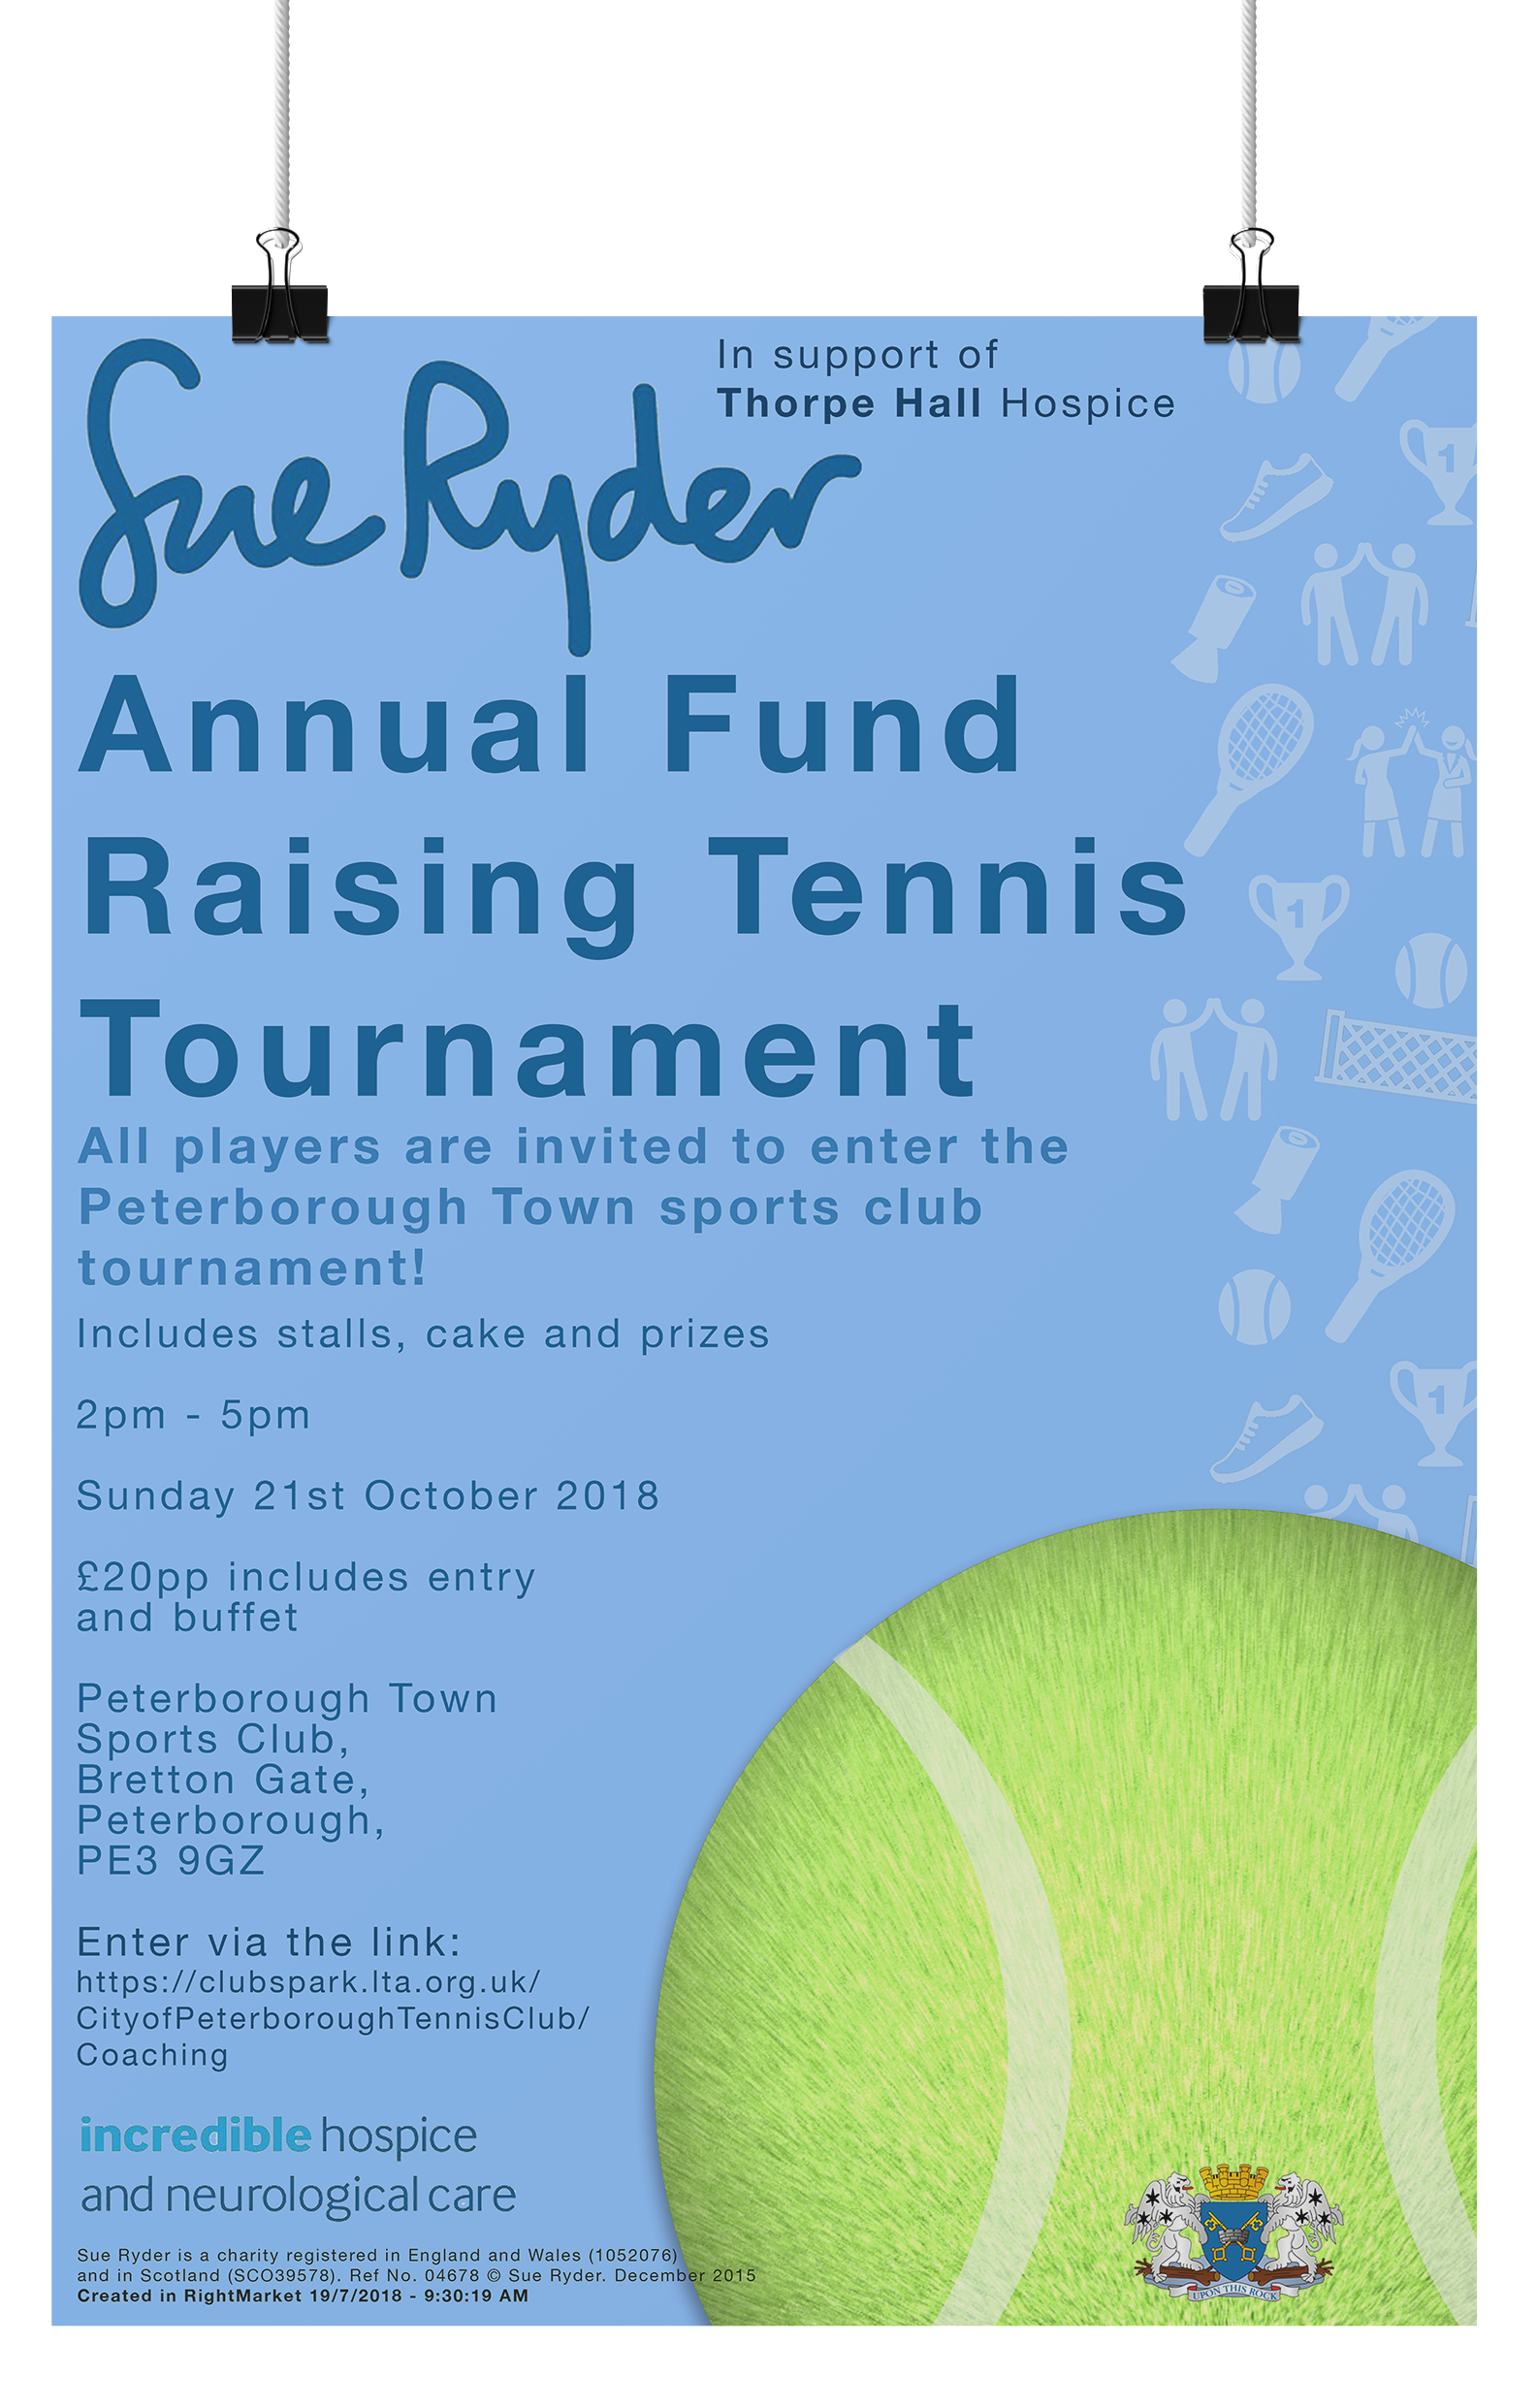 In support of
Thorpe Hall Hospice
Sue Ryder
Annual Fund
Raising Tennis
Tournament
All players are invited to enter the
Peterborough Town sports club
tournament!
Includes stalls, cake and prizes
2pm - 5pm
Sunday 21st October 2018
£20pp includes entry
and buffet
Peterborough Town
Sports Club,
Bretton Gate,
Peterborough,
PE3 9GZ
Enter via the link:
https://clubspark.lta.org.uk/
CityofPeterboroughTennisClub/
Coaching
incredible hospice
and neurological care
Sue Ryder is a charity registered in England and Wales (1052076)
and in Scotland (SCO39578). Ref No. 04678 © Sue Ryder. December 2015
Created in RightMarket 19/7/2018 - 9:30:19 AM
UPON THIS ROCK
1
1
1